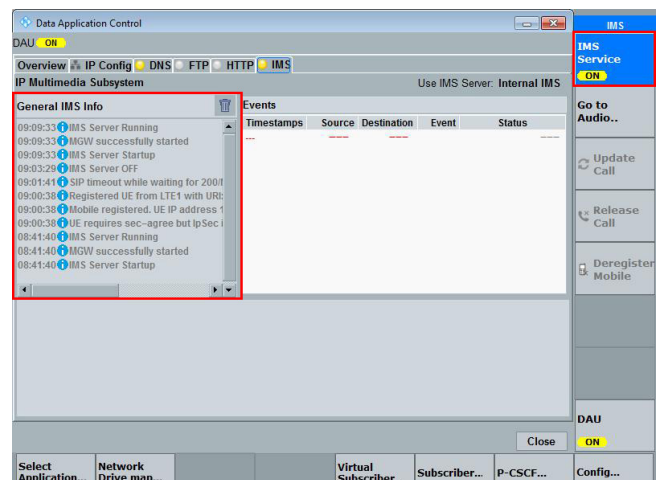 Data Application Control
DAU ON
Overview IP Config DNS FTP HTTP IMS
IP Multimedia Subsystem
Use IMS Server: Internal IMS
General IMS Info
09:09:33 IMS Server Running
09:09:33 MGW successfully started
09:09:33 IMS Server Startup
09:03:29 IMS Server OFF
09:01:41 SIP timeout while waiting for 200/
09:00:38 Registered UE from LTE1 with URI:
09:00:38 Mobile registered. UE IP address 1
09:00:38 UE requires sec-agree but IpSec i
08:41:40 IMS Server Running
08:41:40 MGW successfully started
08:41:40 IMS Server Startup
Events
Timestamps Source Destination Event Status
--- --- --- ---
Close
IMS
IMS
Service
ON
Go to
Audio..
Update
Call
Release
Call
Deregister
Mobile
DAU
ON
Select
Application...
Network
Drive map...
Virtual
Subscriber
Subscriber...
P-CSCF...
Config...